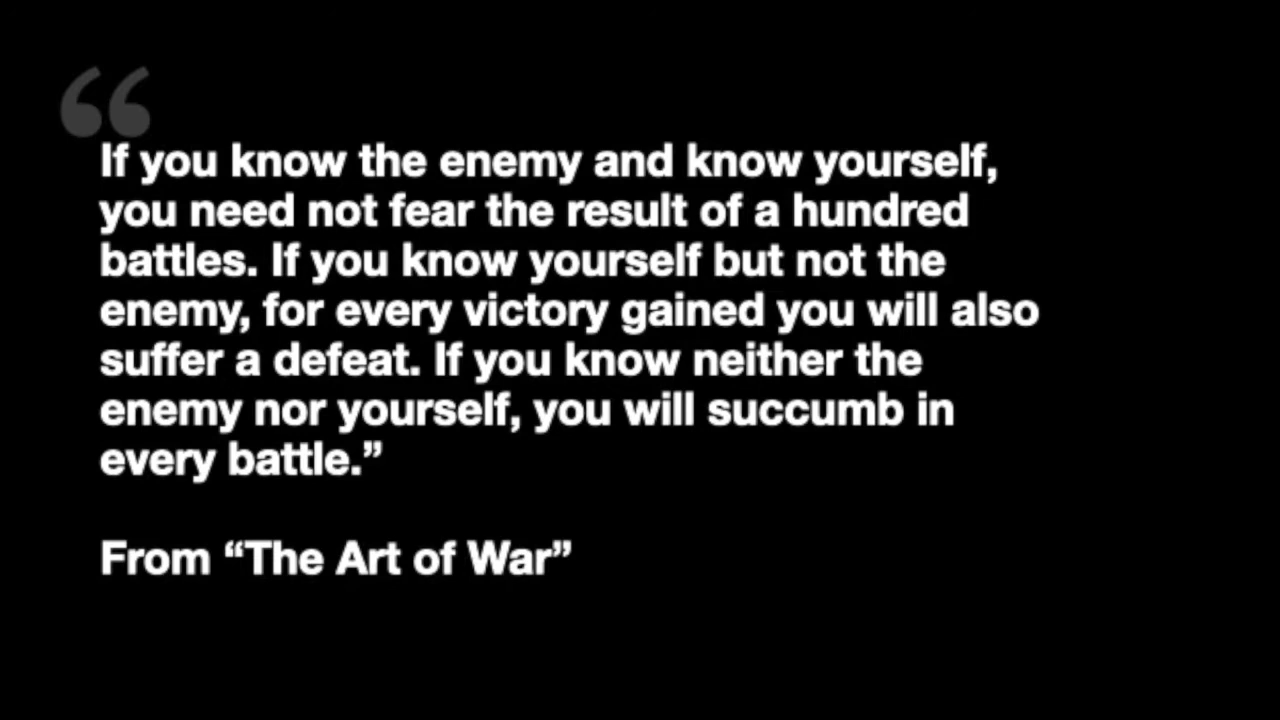 “
If you know the enemy and know yourself,
you need not fear the result of a hundred
battles. If you know yourself but not the
enemy, for every victory gained you will also
suffer a defeat. If you know neither the
enemy nor yourself, you will succumb in
every battle.”
From “The Art of War”